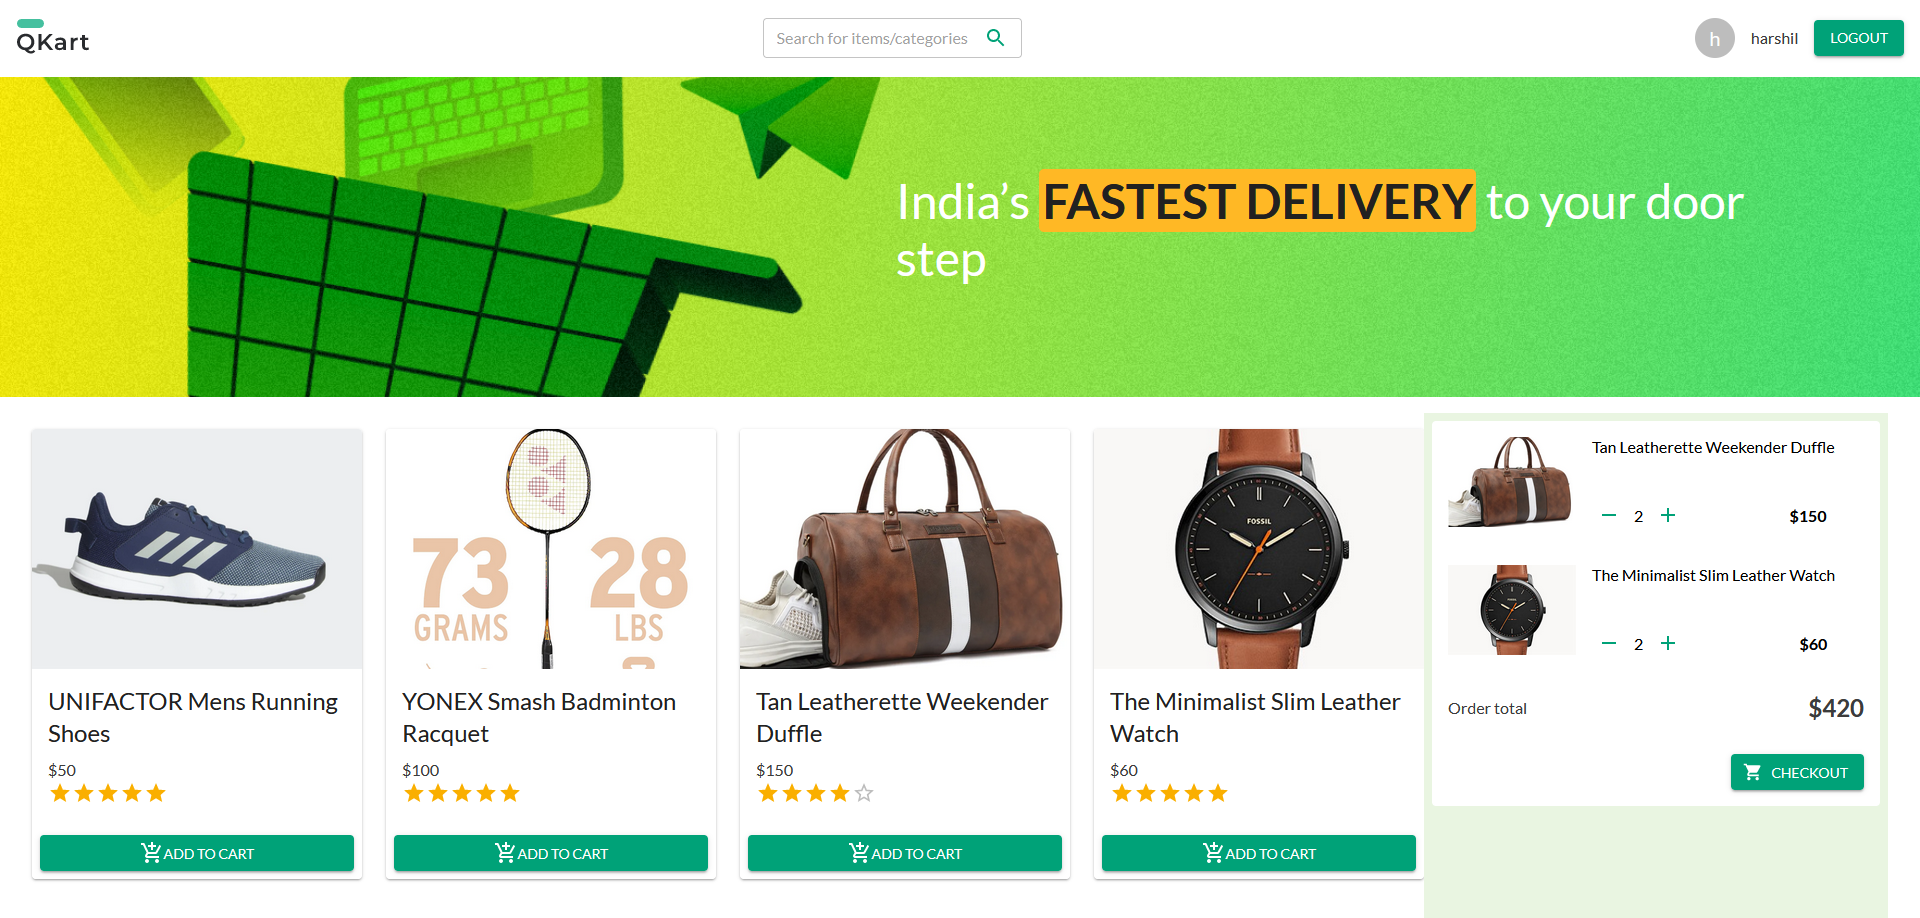 QKart
Search for items/categories
h
harshil
LOGOUT
India’s FASTEST DELIVERY to your door
step
73
GRAMS
28
LBS
UNIFACTOR Mens Running
Shoes
$50
ADD TO CART
YONEX Smash Badminton
Racquet
$100
ADD TO CART
Tan Leatherette Weekender
Duffle
$150
ADD TO CART
FOSSIL
The Minimalist Slim Leather
Watch
$60
ADD TO CART
Tan Leatherette Weekender Duffle
2
$150
The Minimalist Slim Leather Watch
2
$60
Order total
$420
CHECKOUT